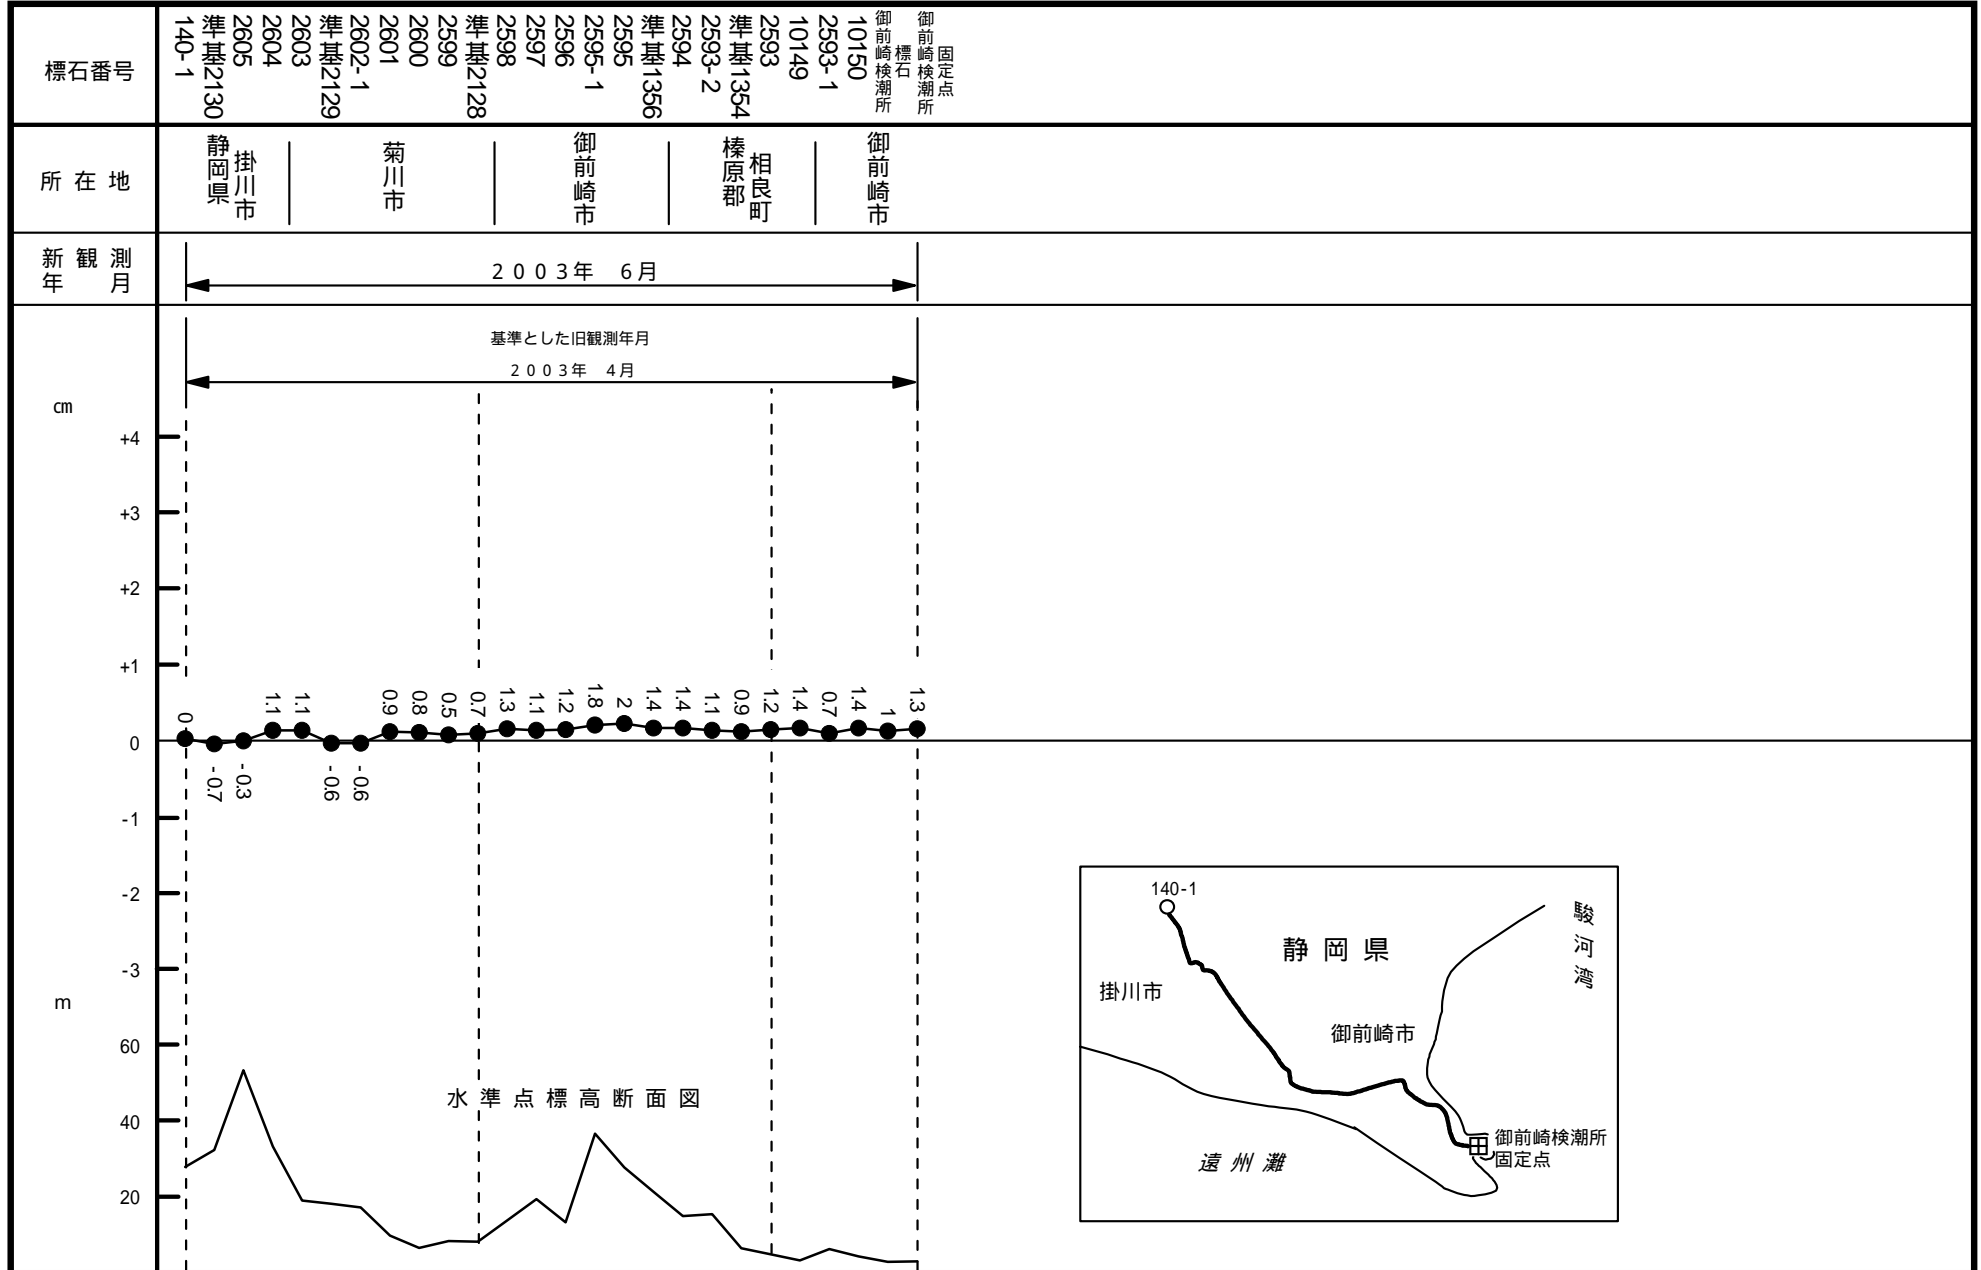 標石番号
140-1
準基2130
2605
2604
2603
準基2129
2602-1
2601
2600
2599
準基2128
2598
2597
2596
2595-1
2595
準基1356
2594
2593-2
準基1354
2593
10149
2593-1
10150
御前崎検潮所
標石
御前崎検潮所
固定点
所在地
静岡県
掛川市
菊川市
御前崎市
榛原郡
相良町
御前崎市
新観測
年月
2003年 6月
基準とした旧観測年月
2003年 4月
㎝
+4
+3
+2
+1
0
-1
-2
-3
0
-0.7
-0.3
1.1
1.1
-0.6
-0.6
0.9
0.8
0.5
0.7
1.3
1.1
1.2
1.8
2
1.4
1.4
1.1
0.9
1.2
1.4
0.7
1.4
1
1.3
m
60
40
20
水準点標高断面図
140-1
静岡県
駿河湾
掛川市
御前崎市
御前崎検潮所
固定点
遠州灘